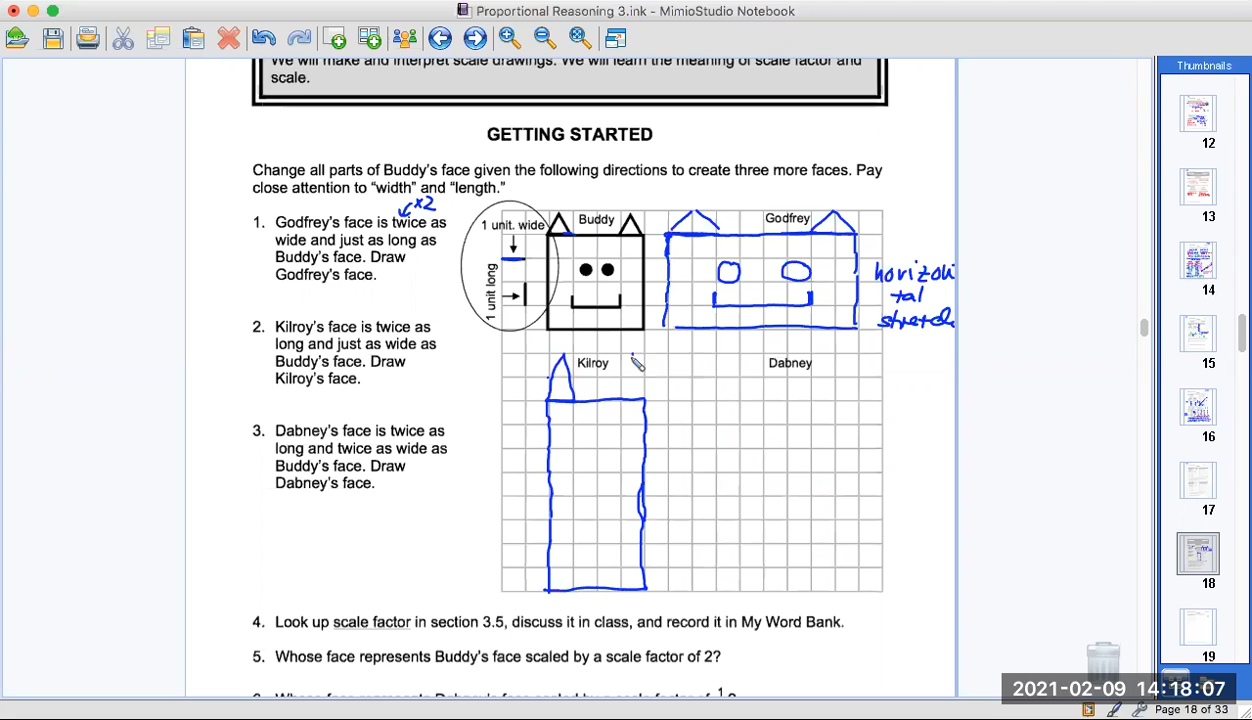 Proportional Reasoning 3.ink - MimioStudio Notebook
Thumbnails
We will make and interpret scale drawings. We will learn the meaning of scale factor and
scale.
GETTING STARTED
Change all parts of Buddy's face given the following directions to create three more faces. Pay
close attention to "width" and "length."
×2
1. Godfrey's face is twice as
wide and just as long as
Buddy's face. Draw
Godfrey's face.
2. Kilroy's face is twice as
long and just as wide as
Buddy's face. Draw
Kilroy's face.
3. Dabney's face is twice as
long and twice as wide as
Buddy's face. Draw
Dabney's face.
1 unit. wide
1 unit long
Buddy
Godfrey
horizon
tal
stretch
Kilroy
Dabney
4. Look up scale factor in section 3.5, discuss it in class, and record it in My Word Bank.
5. Whose face represents Buddy's face scaled by a scale factor of 2?
12
13
14
15
16
17
18
19
2021-02-09 14:18:07
Page 18 of 33